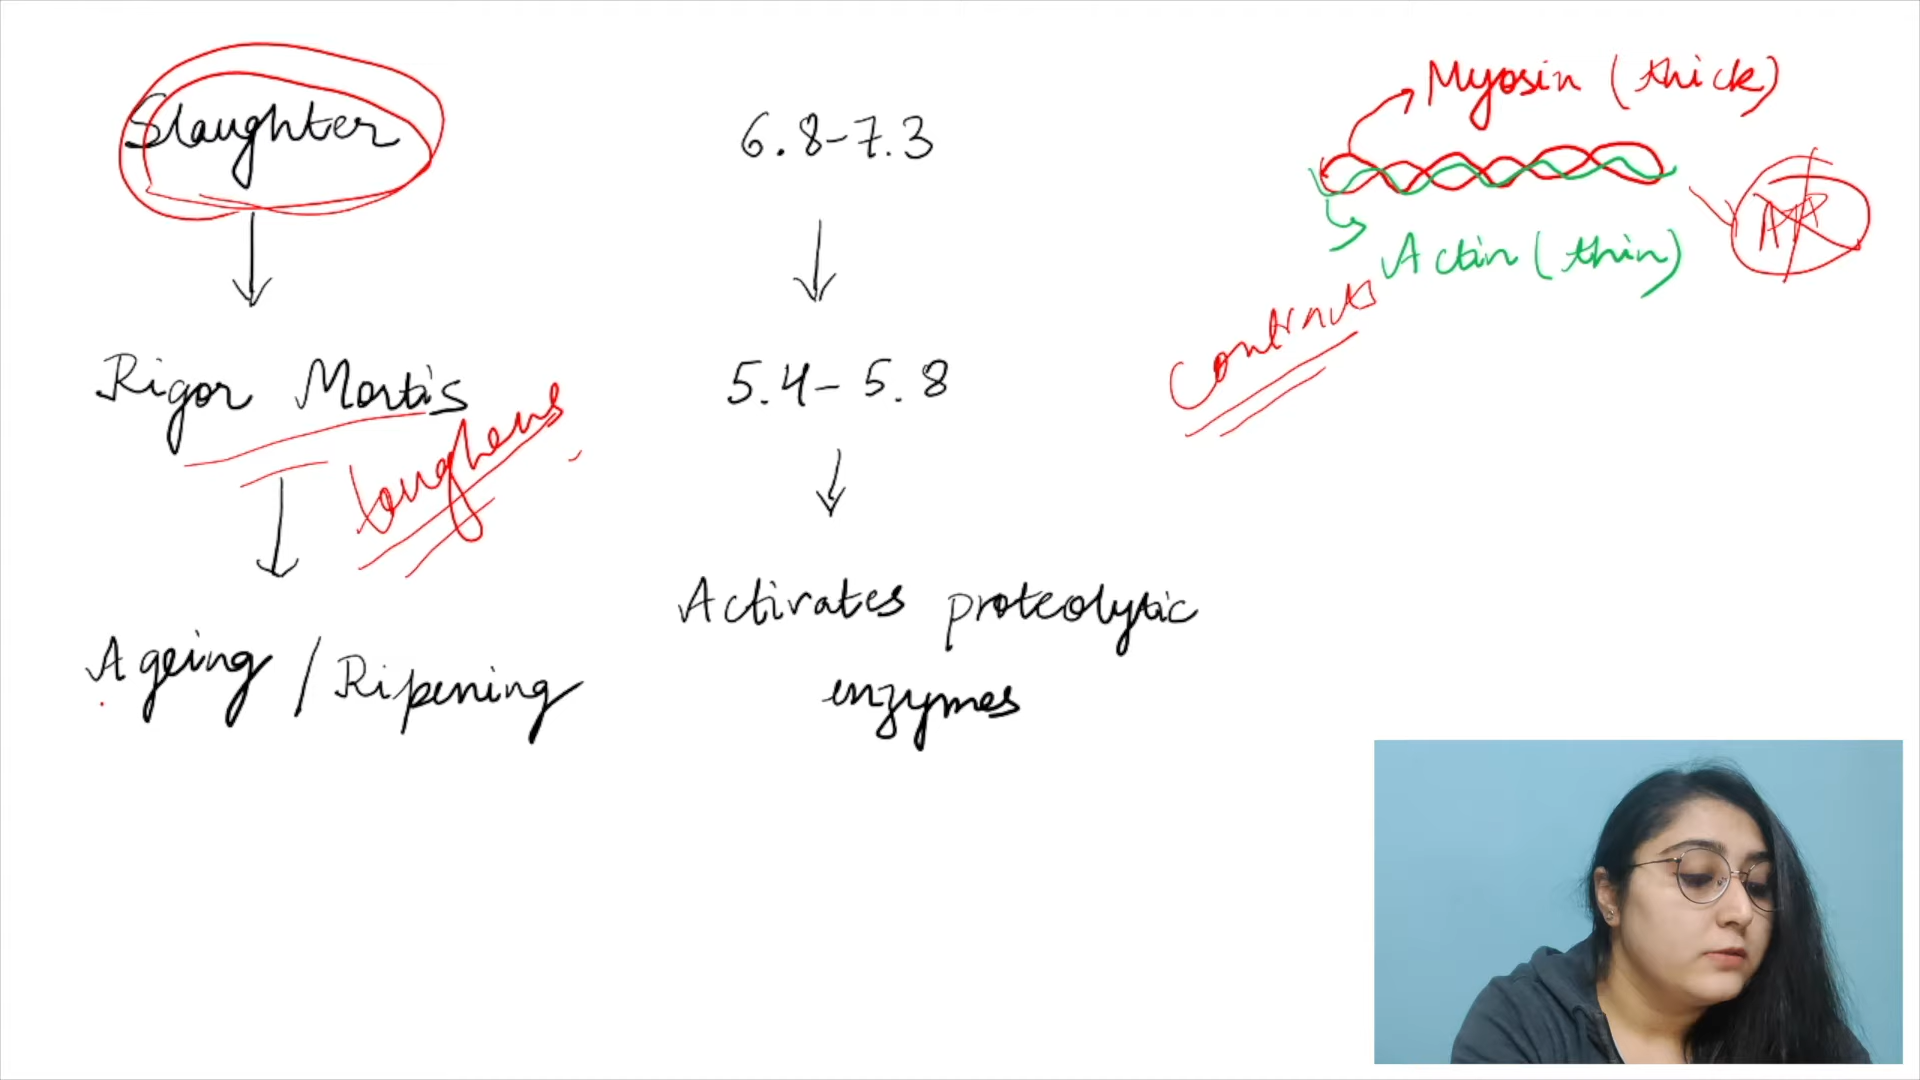 Slaughter
6.8-7.3
Myosin (thick)
ATP
Actin (thin)
contracts
Rigor Mortis
5.4-5.8
toughens
Activates proteolytic
enzymes
Ageing / Ripening